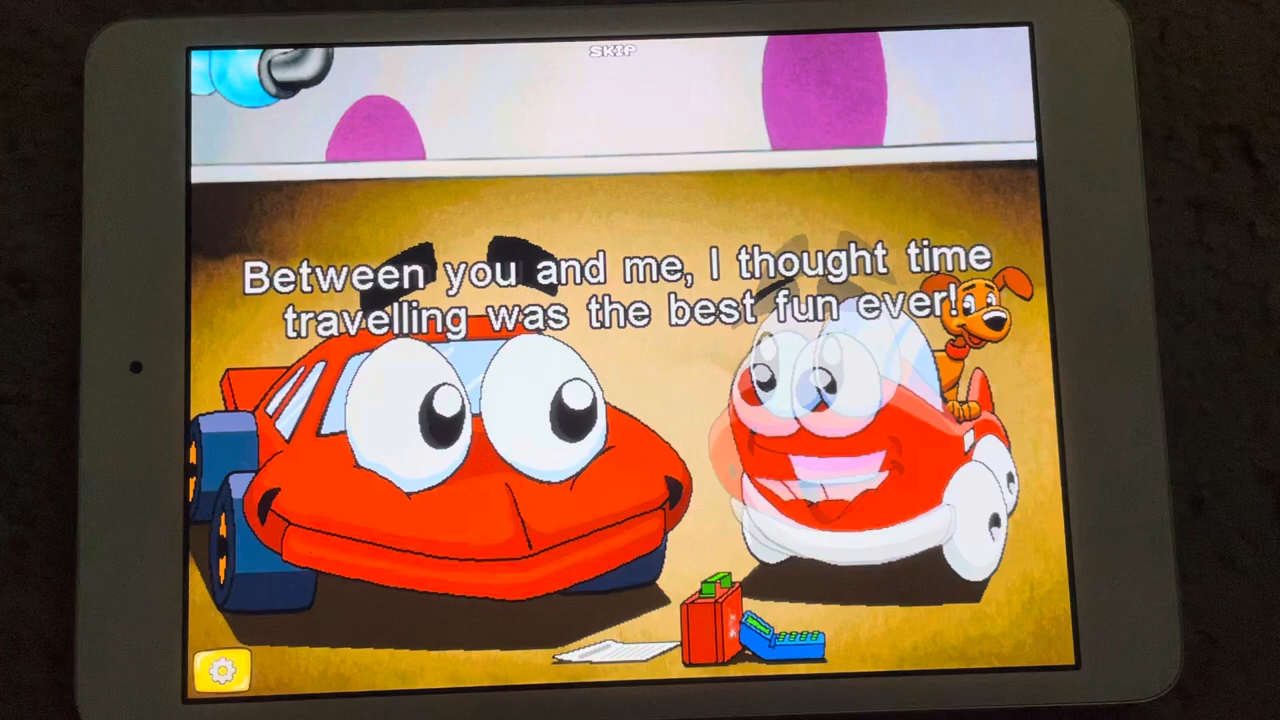 SKIP
Between you and me, I thought time
travelling was the best fun ever!